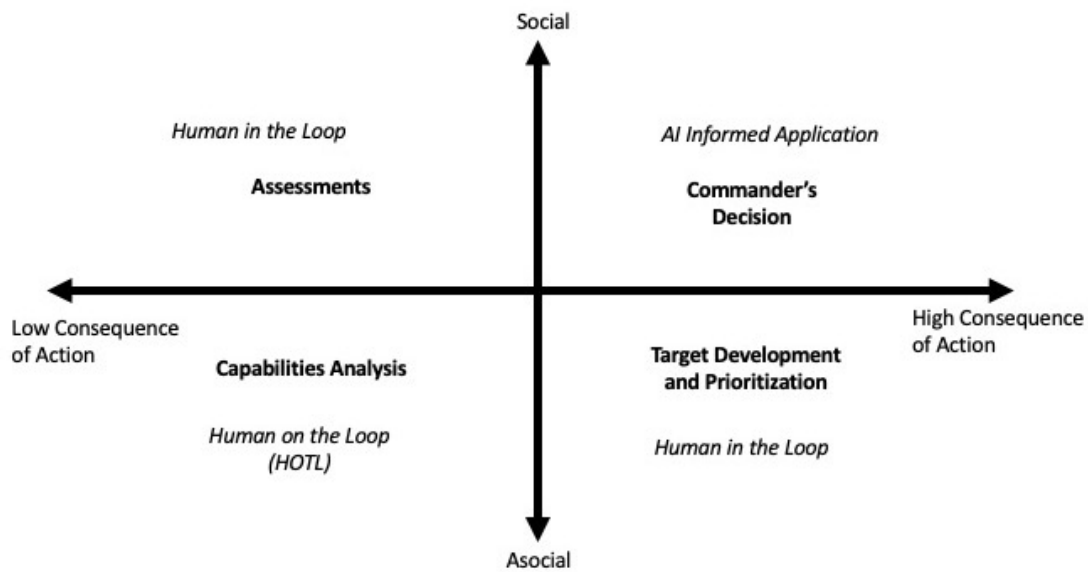 Social
Human in the Loop
AI Informed Application
Assessments
Commander's
Decision
Low Consequence
of Action
High Consequence
of Action
Capabilities Analysis
Target Development
and Prioritization
Human on the Loop
(HOTL)
Human in the Loop
Asocial